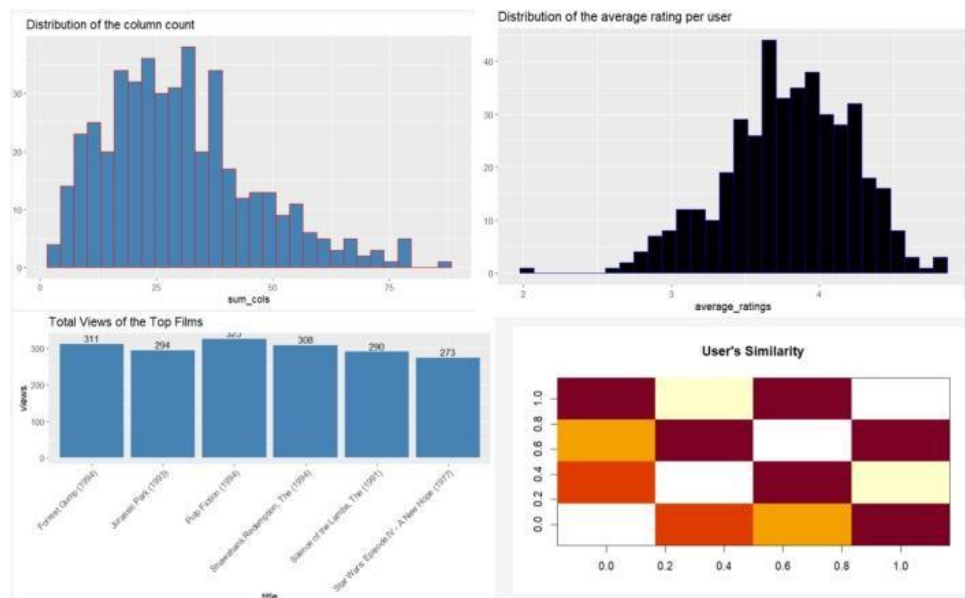 Distribution of the column count
30
20
10
0
0 25 50 75
sum_cols
Distribution of the average rating per user
40
30
20
10
0
2 3 4
average_ratings
Total Views of the Top Films
311 294 325 308 290 273
views
300
200
100
0
Forrest Gump (1994)
Jurassic Park (1993)
Pulp Fiction (1994)
Shawshank Redemption, The (1994)
Silence of the Lambs, The (1991)
Star Wars: Episode IV - A New Hope (1977)
title
User's Similarity
1.0
0.8
0.6
0.4
0.2
0.0
0.0 0.2 0.4 0.6 0.8 1.0